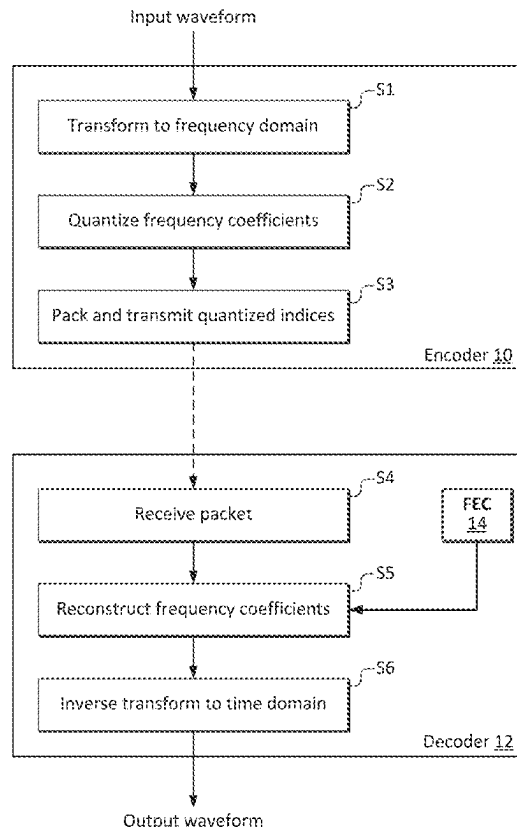 Input waveform
S1
Transform to frequency domain
S2
Quantize frequency coefficients
S3
Pack and transmit quantized indices
Encoder 10
S4
Receive packet
FEC
14
S5
Reconstruct frequency coefficients
S6
Inverse transform to time domain
Decoder 12
Output waveform